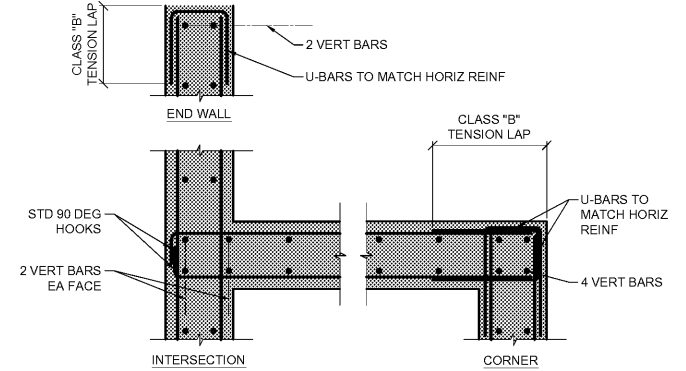 CLASS "B"
TENSION LAP
2 VERT BARS
U-BARS TO MATCH HORIZ REINF
END WALL
CLASS "B"
TENSION LAP
STD 90 DEG
HOOKS
U-BARS TO
MATCH HORIZ
REINF
2 VERT BARS
EA FACE
4 VERT BARS
INTERSECTION
CORNER